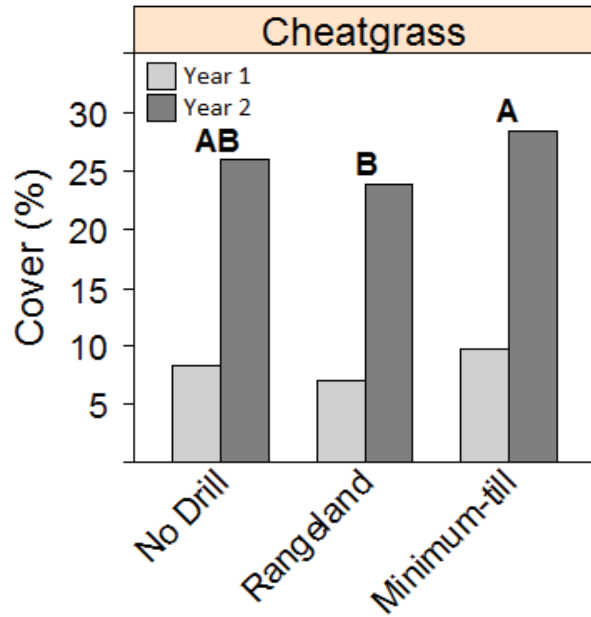 Cheatgrass
Year 1
Year 2
Cover (%)
30
25
20
15
10
5
AB
B
A
No Drill
Rangeland
Minimum-till